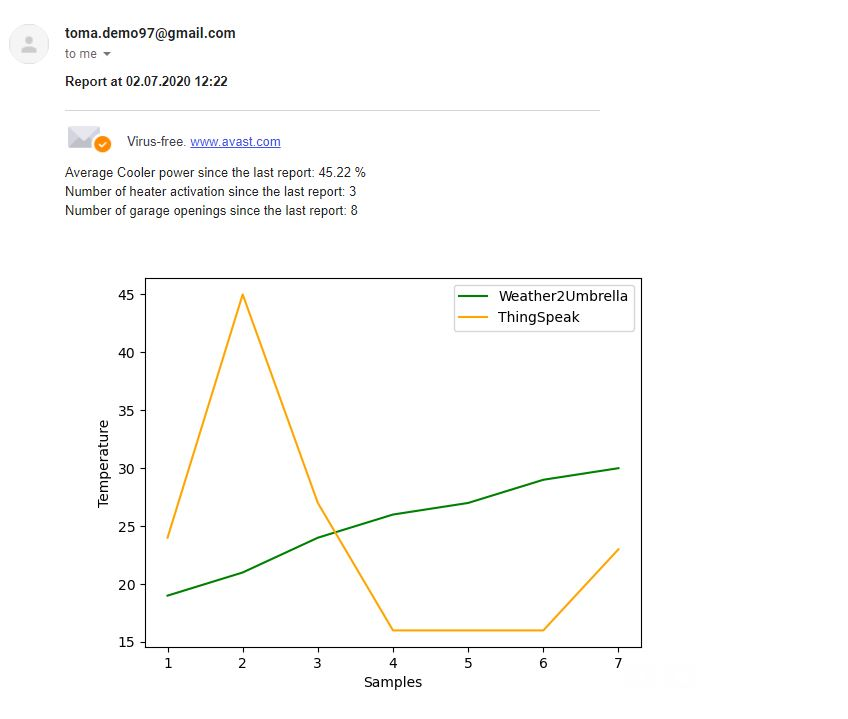 toma.demo97@gmail.com
to me
Report at 02.07.2020 12:22
Virus-free. www.avast.com
Average Cooler power since the last report: 45.22 %
Number of heater activation since the last report: 3
Number of garage openings since the last report: 8
Weather2Umbrella
ThingSpeak
45
40
35
30
25
20
15
Temperature
1 2 3 4 5 6 7
Samples